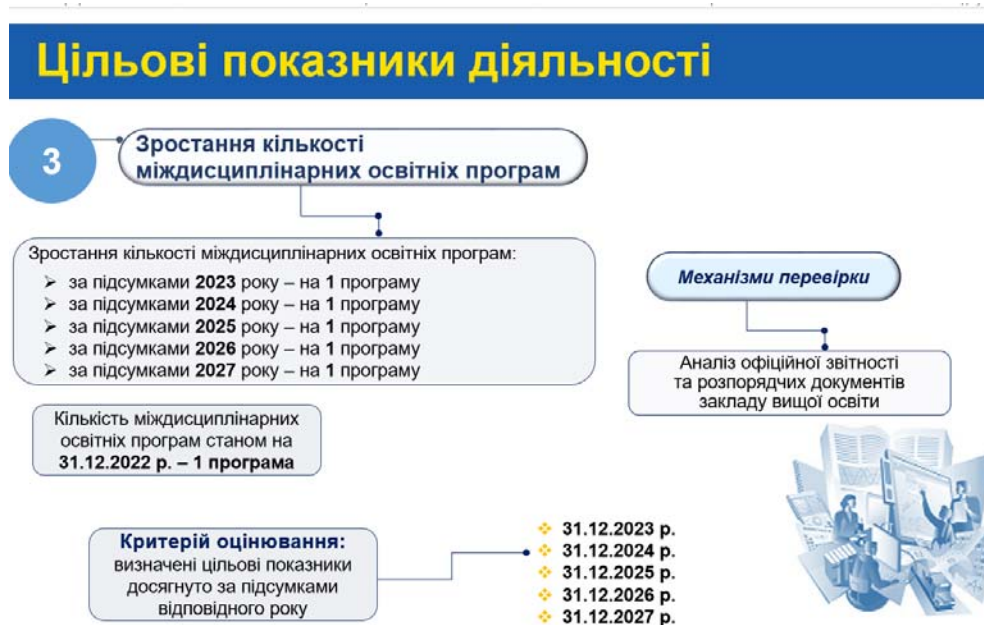 Цільові показники діяльності
3
Зростання кількості
міждисциплінарних освітніх програм
Зростання кількості міждисциплінарних освітніх програм:
➢ за підсумками 2023 року – на 1 програму
➢ за підсумками 2024 року – на 1 програму
➢ за підсумками 2025 року – на 1 програму
➢ за підсумками 2026 року – на 1 програму
➢ за підсумками 2027 року – на 1 програму
Кількість міждисциплінарних
освітніх програм станом на
31.12.2022 р. – 1 програма
Механізми перевірки
Аналіз офіційної звітності
та розпорядчих документів
закладу вищої освіти
Критерій оцінювання:
визначені цільові показники
досягнуто за підсумками
відповідного року
❖ 31.12.2023 р.
❖ 31.12.2024 р.
❖ 31.12.2025 р.
❖ 31.12.2026 р.
❖ 31.12.2027 р.